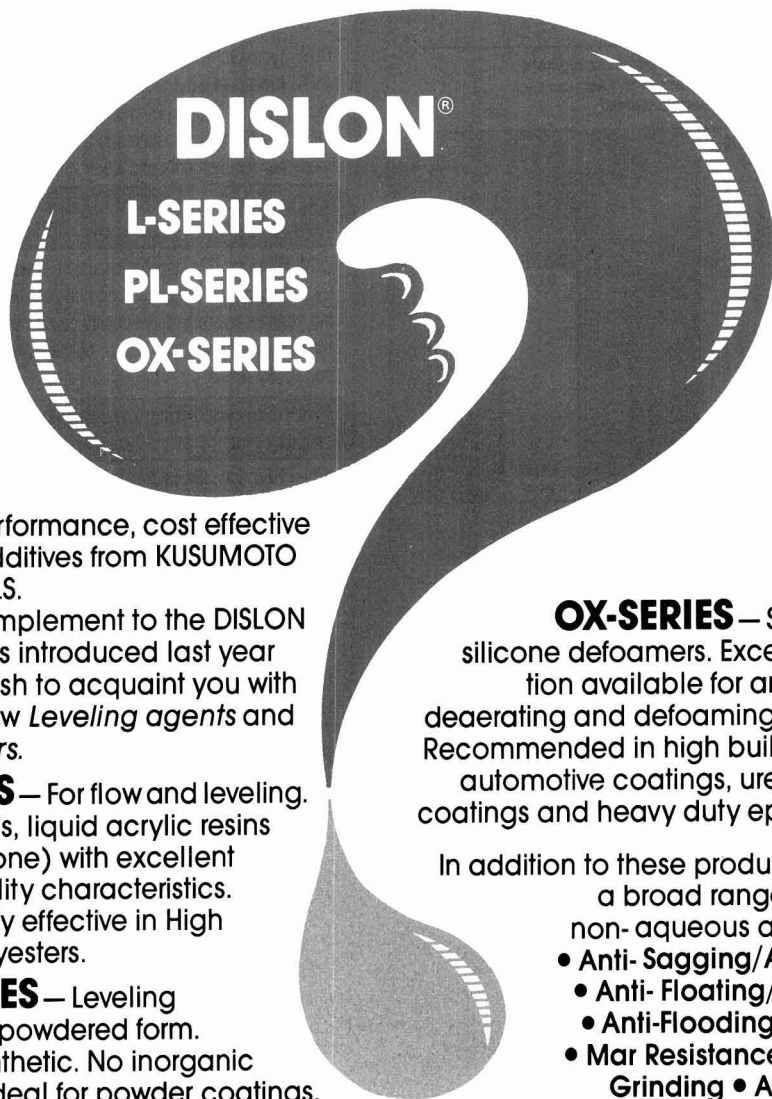 DISLON®
L-SERIES
PL-SERIES
OX-SERIES
rformance, cost effective
dditives from KUSUMOTO
LS.
mplement to the DISLON
s introduced last year
sh to acquaint you with
w Leveling agents and
rs.
S – For flow and leveling.
s, liquid acrylic resins
one) with excellent
lity characteristics.
y effective in High
yesters.
ES – Leveling
powdered form.
thetic. No inorganic
deal for powder coatings.
OX-SERIES – S
silicone defoamers. Exce
tion available for an
deaerating and defoaming
Recommended in high buil
automotive coatings, ure
coatings and heavy duty ep
In addition to these produ
a broad range
non- aqueous a
• Anti- Sagging/A
• Anti- Floating/
• Anti-Flooding
• Mar Resistance
Grinding • A